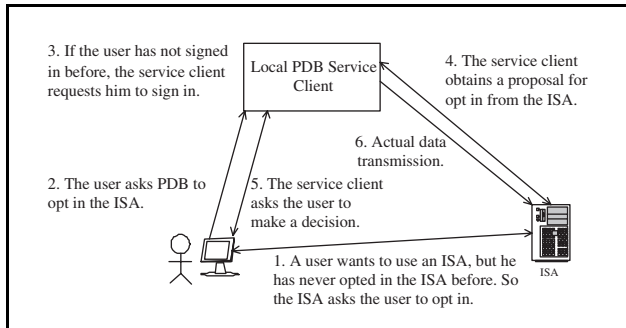 3. If the user has not signed
in before, the service client
requests him to sign in.
Local PDB Service
Client
4. The service client
obtains a proposal for
opt in from the ISA.
6. Actual data
transmission.
2. The user asks PDB to
opt in the ISA.
5. The service client
asks the user to
make a decision.
1. A user wants to use an ISA, but he
has never opted in the ISA before. So
the ISA asks the user to opt in.
ISA